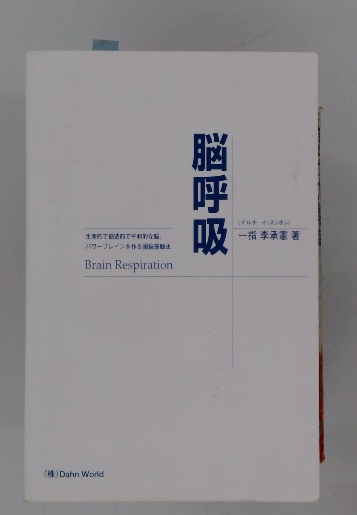 脳呼吸
生産的で創造的で平和的な脳、
パワーブレインを作る頭脳運動法
Brain Respiration
(イルチ イ・スンホン)
一指 李承憲 著
(株)Dahn World